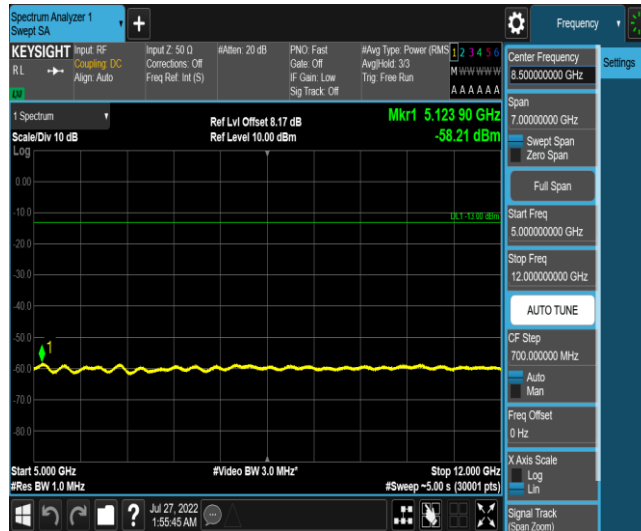 Spectrum Analyzer 1
Swept SA
Frequency
KEYSIGHT
RL
LXI
Input: RF
Coupling: DC
Align: Auto
Input Z: 50 Ω
Corrections: Off
Freq Ref: Int (S)
#Atten: 20 dB
PNO: Fast
Gate: Off
IF Gain: Low
Sig Track: Off
#Avg Type: Power (RMS
Avg|Hold: 3/3
Trig: Free Run
1 2 3 4 5 6
M W W W W W
A A A A A A
1 Spectrum
Scale/Div 10 dB
Log
Ref Lvl Offset 8.17 dB
Ref Level 10.00 dBm
Mkr1 5.123 90 GHz
-58.21 dBm
0.00
-10.0
DL1 -13.00 dBm
-20.0
-30.0
-40.0
-50.0
1
-60.0
-70.0
-80.0
Start 5.000 GHz
#Res BW 1.0 MHz
#Video BW 3.0 MHz*
Stop 12.000 GHz
#Sweep ~5.00 s (30001 pts)
Center Frequency
8.500000000 GHz
Settings
Span
7.00000000 GHz
Swept Span
Zero Span
Full Span
Start Freq
5.000000000 GHz
Stop Freq
12.000000000 GHz
AUTO TUNE
CF Step
700.000000 MHz
Auto
Man
Freq Offset
0 Hz
X Axis Scale
Log
Lin
Signal Track
(Span Zoom)
?
Jul 27, 2022
1:55:45 AM